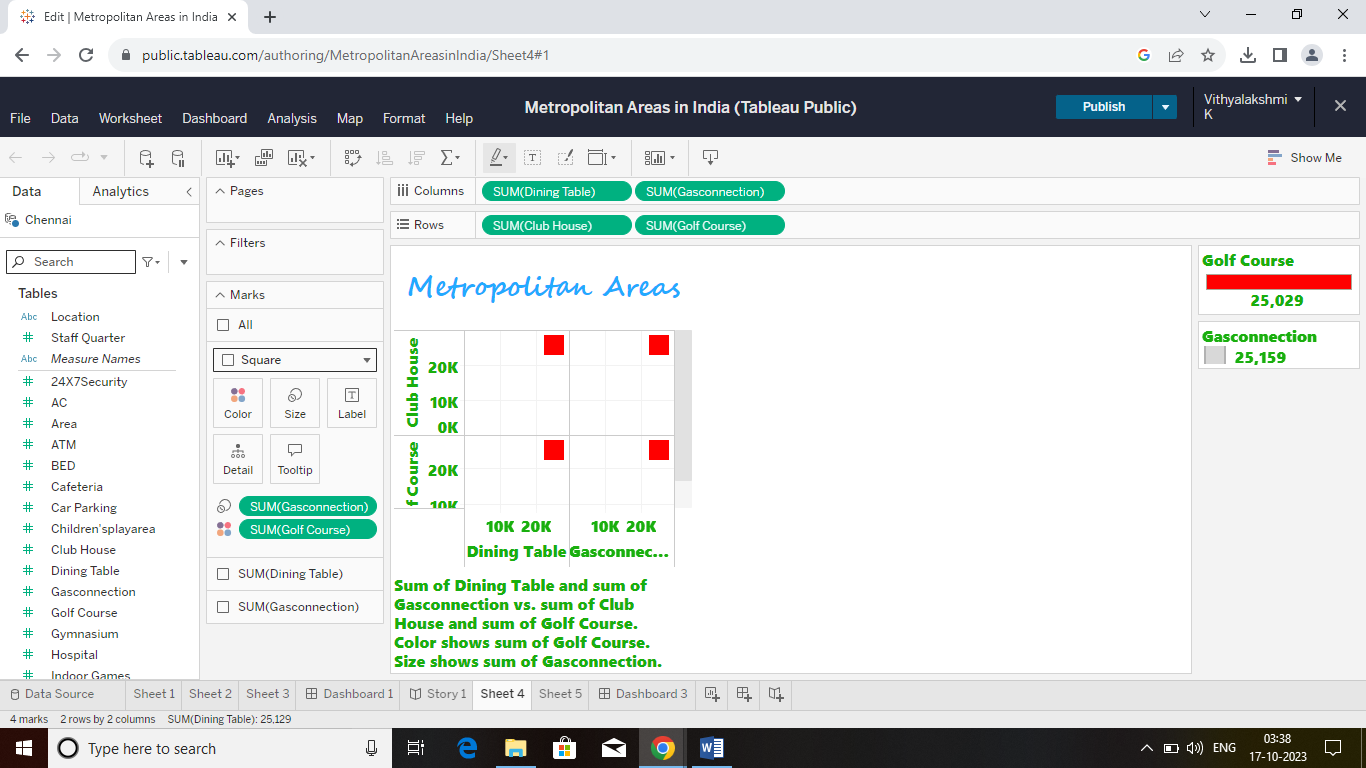 Edit | Metropolitan Areas in India
public.tableau.com/authoring/MetropolitanAreasinIndia/Sheet4#1
Metropolitan Areas in India (Tableau Public)
Publish
Vithyalakshmi K
File Data Worksheet Dashboard Analysis Map Format Help
Show Me
Data Analytics
Chennai
Search
Tables
Abc Location
# Staff Quarter
Abc Measure Names
# 24X7Security
# AC
# Area
# ATM
# BED
# Cafeteria
# Car Parking
# Children'splayarea
# Club House
# Dining Table
# Gasconnection
# Golf Course
# Gymnasium
# Hospital
# Indoor Games
Pages
Filters
Marks
All
Square
Color Size Label
Detail Tooltip
SUM(Gasconnection)
SUM(Golf Course)
SUM(Dining Table)
SUM(Gasconnection)
Columns SUM(Dining Table) SUM(Gasconnection)
Rows SUM(Club House) SUM(Golf Course)
Metropolitan Areas
Club House
20K
10K
0K
f Course
20K
10K
10K 20K 10K 20K
Dining Table Gasconnec...
Sum of Dining Table and sum of
Gasconnection vs. sum of Club
House and sum of Golf Course.
Color shows sum of Golf Course.
Size shows sum of Gasconnection.
Golf Course
25,029
Gasconnection
25,159
Data Source Sheet 1 Sheet 2 Sheet 3 Dashboard 1 Story 1 Sheet 4 Sheet 5 Dashboard 3
4 marks 2 rows by 2 columns SUM(Dining Table): 25,129
Type here to search
ENG
03:38
17-10-2023